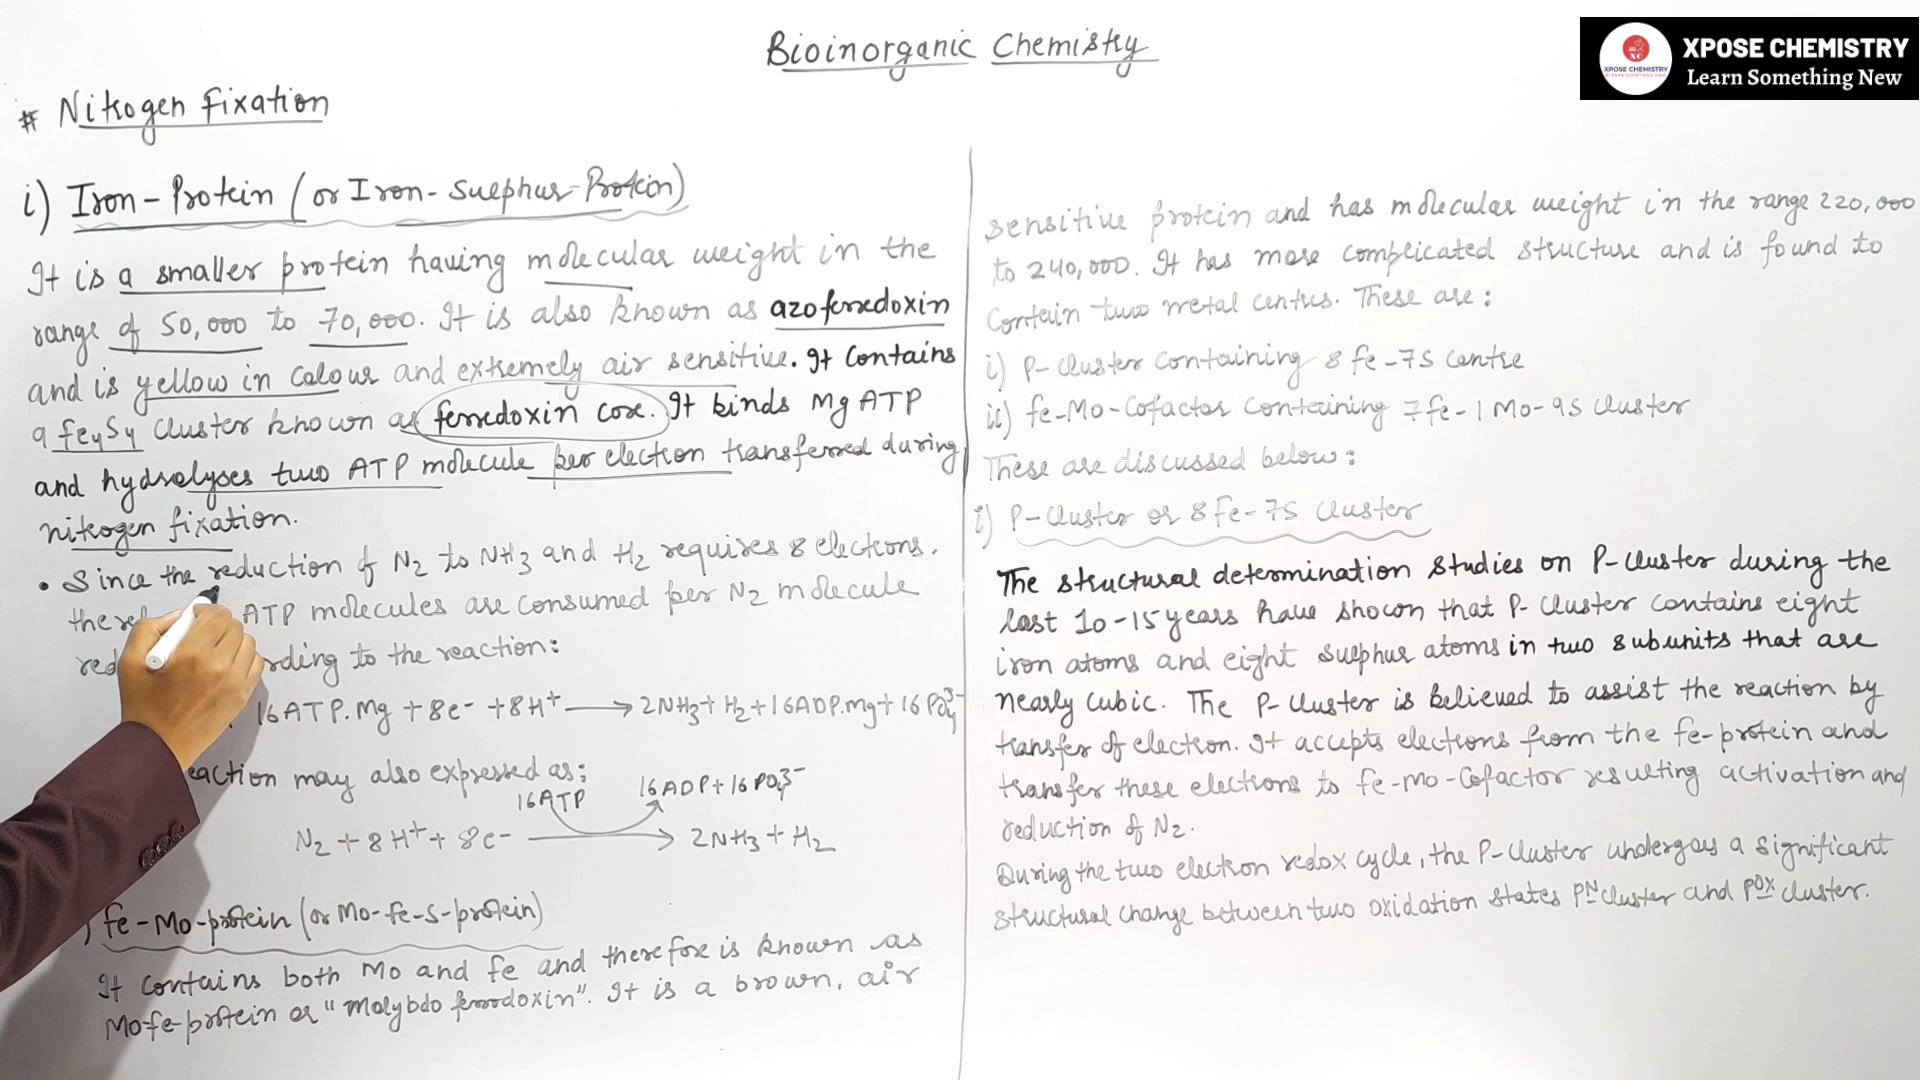 Bioinorganic Chemistry
XPOSE CHEMISTRY
Learn Something New
XPOSE CHEMISTRY
# Nitrogen Fixation
i) Iron-Protein (or Iron-Sulphur-Protein)
It is a smaller protein having molecular weight in the
range of 50,000 to 70,000. It is also known as azoferredoxin
and is yellow in colour and extremely air sensitive. It contains
a Fe4S4 cluster known as ferredoxin core. It binds MgATP
and hydrolyses two ATP molecule per electron transferred during
nitrogen fixation.
• Since the reduction of N2 to NH3 and H2 requires 8 electrons.
ATP molecules are consumed per N2 molecule
to the reaction:
16ATP.Mg + 8e- + 8H+ → 2NH3 + H2 + 16ADP.Mg + 16PO4 3-
may also expressed as;
16ATP 16ADP + 16PO4 3-
N2 + 8H+ + 8e- → 2NH3 + H2
) Fe-Mo-protein (or Mo-Fe-S-protein)
It contains both Mo and Fe and therefore is known as
Mo-Fe-protein or "Molybdo ferrodoxin". It is a brown, air
sensitive protein and has molecular weight in the range 220,000
to 240,000. It has more complicated structure and is found to
contain two metal centres. These are:
i) P-Cluster containing 8Fe-7S centre
ii) Fe-Mo-Cofactor containing 7Fe-1Mo-9S cluster
These are discussed below:
i) P-Cluster or 8Fe-7S cluster
The structural determination studies on P-cluster during the
last 10-15 years have shown that P-cluster contains eight
iron atoms and eight sulphur atoms in two subunits that are
nearly cubic. The P-cluster is believed to assist the reaction by
transfer of electron. It accepts electrons from the Fe-protein and
transfer these electrons to Fe-Mo-Cofactor resulting activation and
reduction of N2.
During the two electron redox cycle, the P-cluster undergoes a significant
structural change between two oxidation states PN cluster and POX cluster.